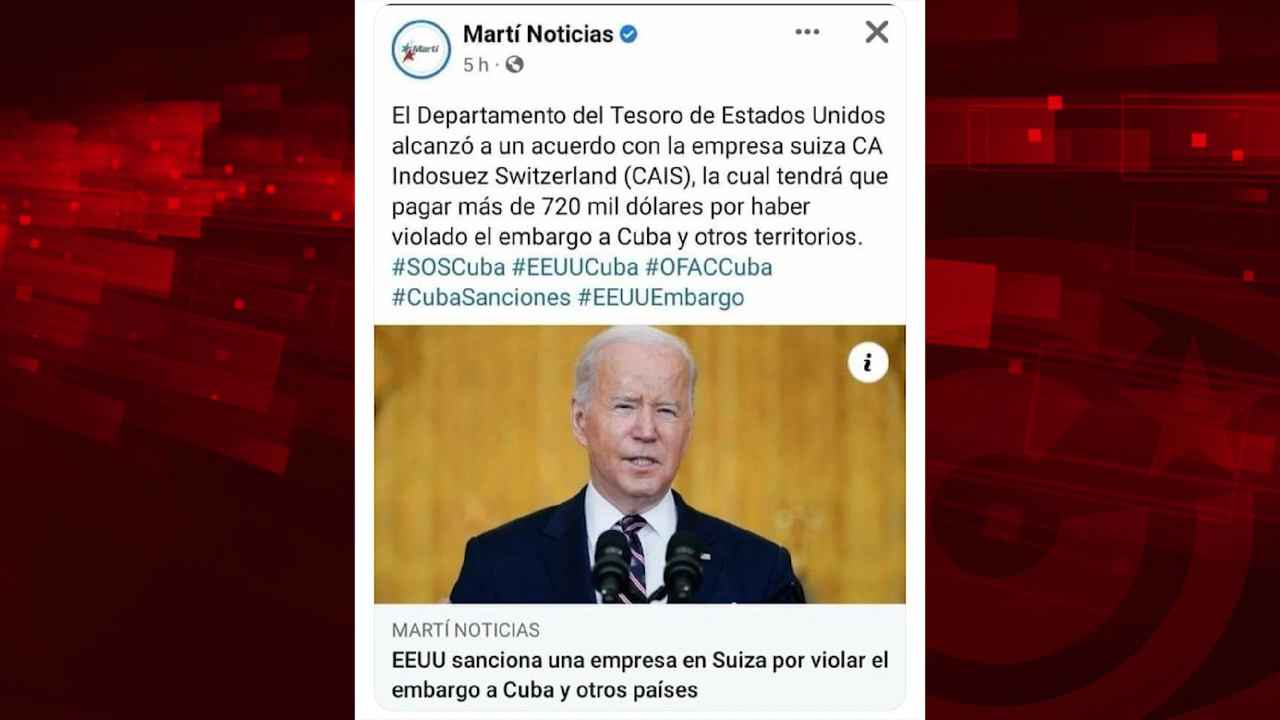 Martí
Martí Noticias
5 h ·
El Departamento del Tesoro de Estados Unidos
alcanzó a un acuerdo con la empresa suiza CA
Indosuez Switzerland (CAIS), la cual tendrá que
pagar más de 720 mil dólares por haber
violado el embargo a Cuba y otros territorios.
#SOSCuba #EEUUCuba #OFACCuba
#CubaSanciones #EEUUEmbargo
i
MARTÍ NOTICIAS
EEUU sanciona una empresa en Suiza por violar el
embargo a Cuba y otros países